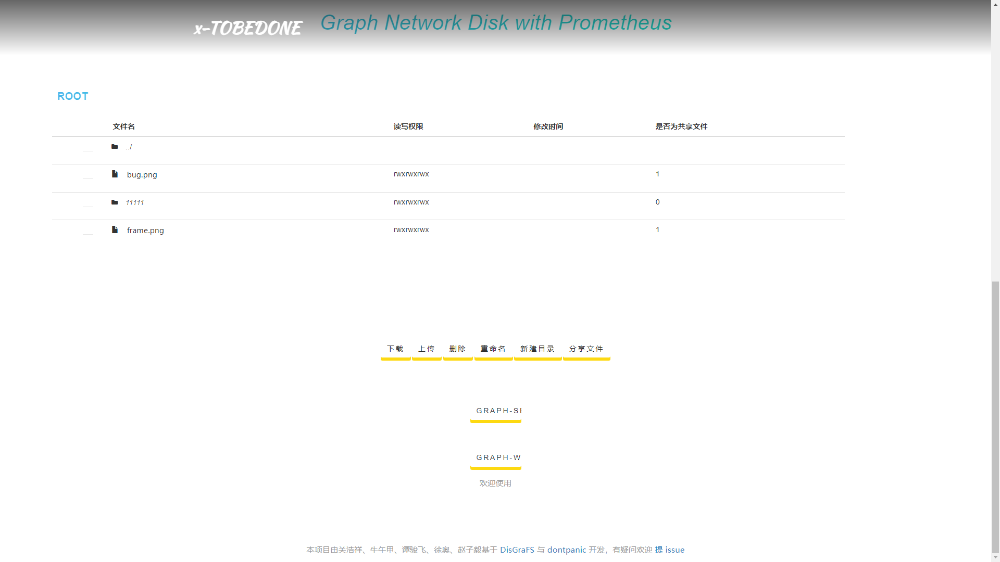 x-TOBEDONE Graph Network Disk with Prometheus
ROOT
文件名 读写权限 修改时间 是否为共享文件
../
bug.png rwxrwxrwx 1
11111 rwxrwxrwx 0
frame.png rwxrwxrwx 1
下载 上传 删除 重命名 新建目录 分享文件
GRAPH-SE
GRAPH-W
欢迎使用
本项目由关浩祥、牛午甲、谭骏飞、徐奥、赵子毅基于 DisGraFS 与 dontpanic 开发，有疑问欢迎 提 issue